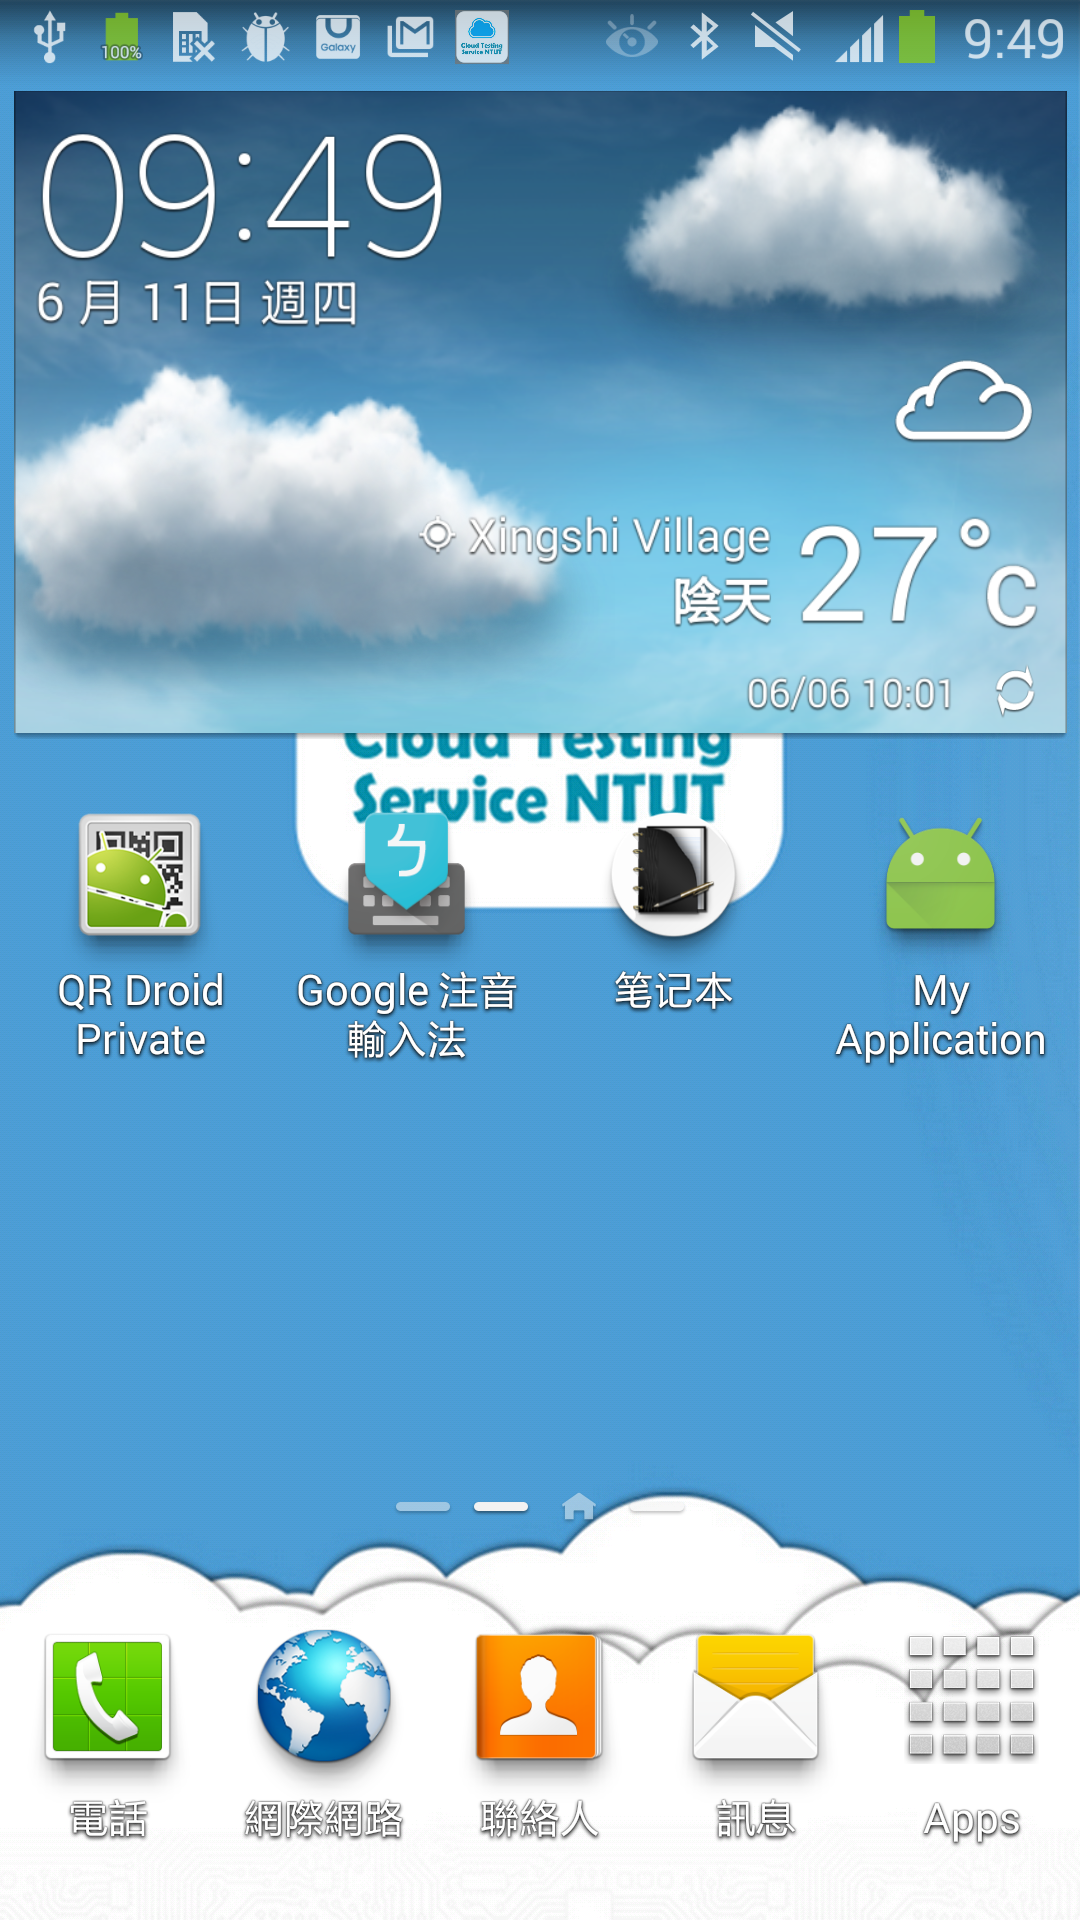 100%
Galaxy
Cloud Testing
Service NTUT
9:49
09:49
6 月 11日 週四
Xingshi Village
陰天
27°C
06/06 10:01
Cloud Testing
Service NTUT
ㄅ
QR Droid
Private
Google 注音
輸入法
笔记本
My
Application
電話
網際網路
聯絡人
訊息
Apps